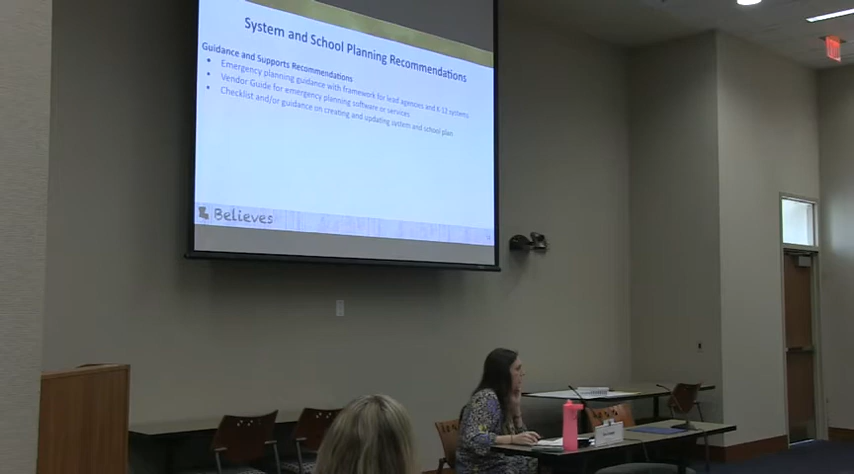 System and School Planning Recommendations
Guidance and Supports Recommendations
• Emergency planning guidance with framework for lead agencies and K-12 systems
• Vendor Guide for emergency planning software or services
• Checklist and/or guidance on creating and updating system and school plan
Believes